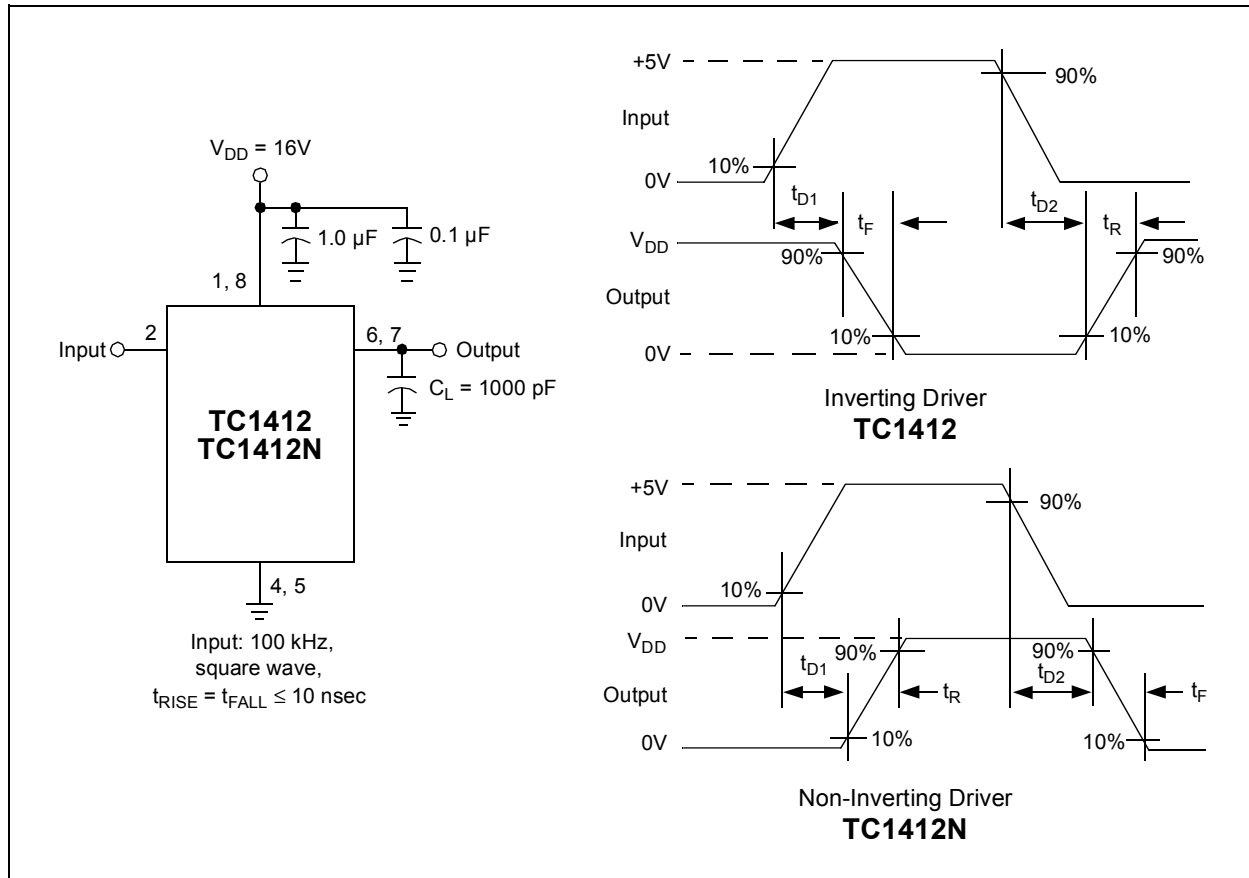 V_DD = 16V
1.0 µF
0.1 µF
1, 8
Input
2
6, 7
Output
C_L = 1000 pF
TC1412
TC1412N
4, 5
Input: 100 kHz,
square wave,
t_RISE = t_FALL ≤ 10 nsec
+5V
90%
Input
10%
0V
t_D1
t_D2
t_F
t_R
V_DD
90%
90%
Output
10%
10%
0V
Inverting Driver
TC1412
+5V
90%
Input
10%
0V
V_DD
t_D1
90%
90%
t_D2
t_R
t_F
Output
10%
10%
0V
Non-Inverting Driver
TC1412N